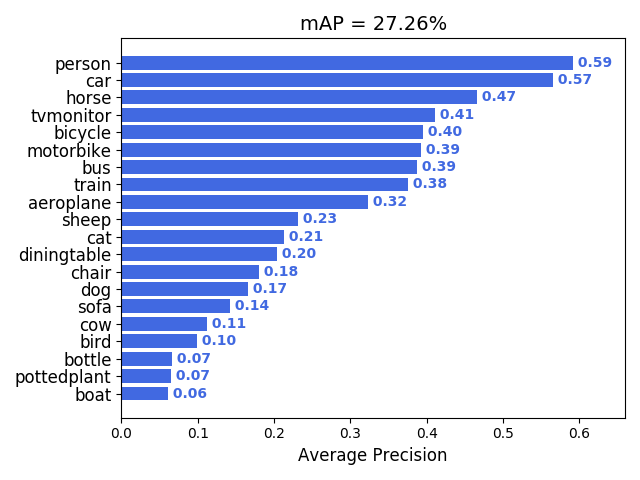 mAP = 27.26%
person 0.59
car 0.57
horse 0.47
tvmonitor 0.41
bicycle 0.40
motorbike 0.39
bus 0.39
train 0.38
aeroplane 0.32
sheep 0.23
cat 0.21
diningtable 0.20
chair 0.18
dog 0.17
sofa 0.14
cow 0.11
bird 0.10
bottle 0.07
pottedplant 0.07
boat 0.06
0.0 0.1 0.2 0.3 0.4 0.5 0.6
Average Precision